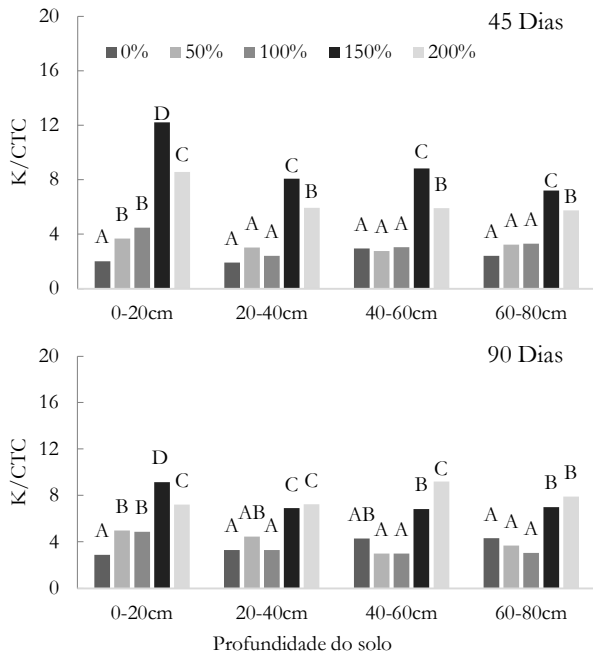 45 Dias
20
16
12
8
4
0
K/CTC
0% 50% 100% 150% 200%
A B B D C
A A A C B
A A A C B
A A A C B
0-20cm 20-40cm 40-60cm 60-80cm
90 Dias
20
16
12
8
4
0
K/CTC
A B B D C
A AB A C C
AB A A B C
A A A B B
0-20cm 20-40cm 40-60cm 60-80cm
Profundidade do solo